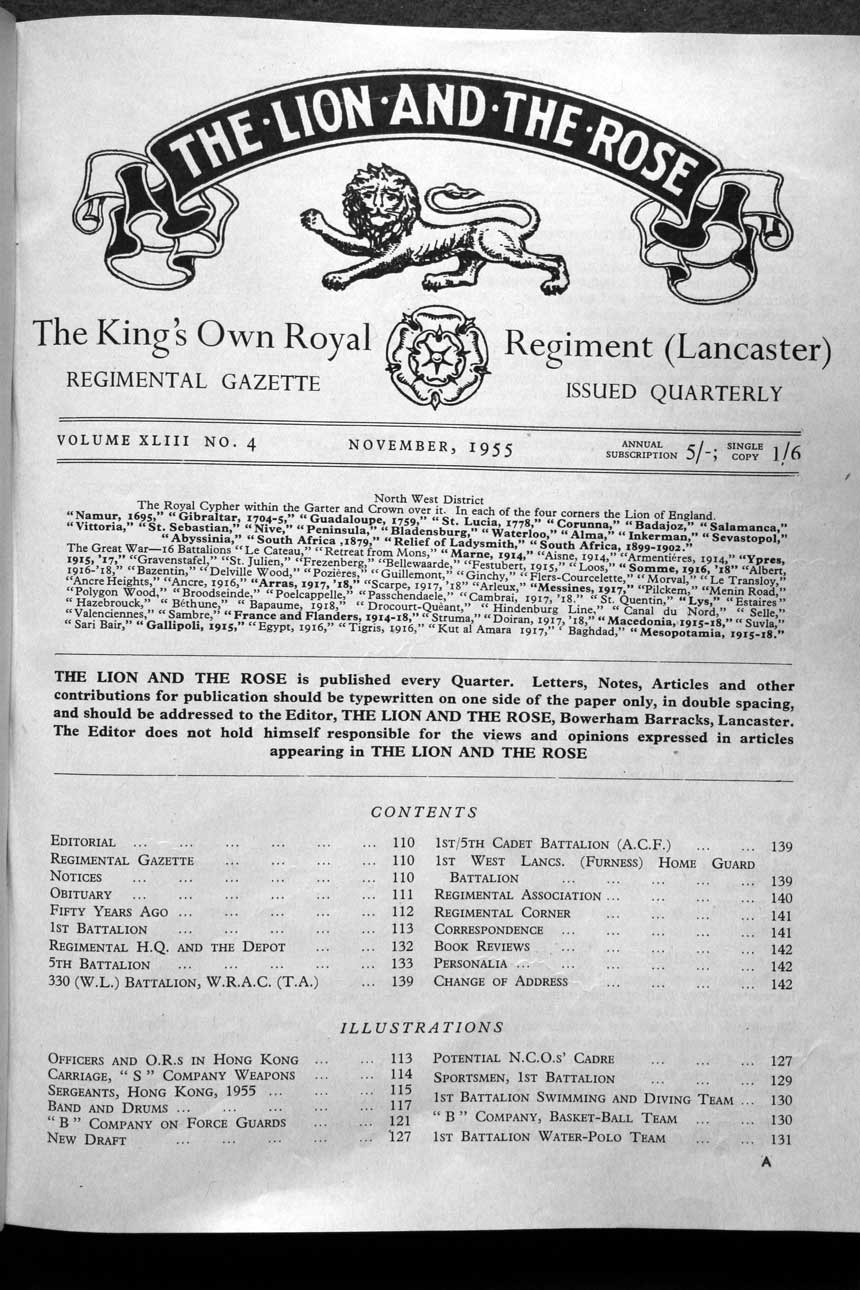 THE · LION · AND · THE · ROSE
The King's Own Royal Regiment (Lancaster)
REGIMENTAL GAZETTE ISSUED QUARTERLY
VOLUME XLIII NO. 4 NOVEMBER, 1955 ANNUAL SUBSCRIPTION 5/-; SINGLE COPY 1/6
North West District
The Royal Cypher within the Garter and Crown over it. In each of the four corners the Lion of England.
"Namur, 1695," "Gibraltar, 1704-5," "Guadaloupe, 1759," "St. Lucia, 1778," "Corunna," "Badajoz," "Salamanca,"
"Vittoria," "St. Sebastian," "Nive," "Peninsula," "Bladensburg," "Waterloo," "Alma," "Inkerman," "Sevastopol,"
"Abyssinia," "South Africa ,1879," "Relief of Ladysmith," "South Africa, 1899-1902."
The Great War—16 Battalions "Le Cateau," "Retreat from Mons," "Marne, 1914," "Aisne, 1914," "Armentiéres, 1914," "Ypres,
1915, '17," "Gravenstafel," "St. Julien," "Frezenberg," "Bellewaarde," "Festubert, 1915," "Loos," "Somme, 1916, '18" "Albert,
1916-'18," "Bazentin," "Delville Wood," "Pozières," "Guillemont," "Ginchy," "Flers-Courcelette," "Morval," "Le Transloy,"
"Ancre Heights," "Ancre, 1916," "Arras, 1917, '18," "Scarpe, 1917, '18" "Arleux," "Messines, 1917," "Pilckem," "Menin Road,"
"Polygon Wood," "Broodseinde," "Poelcappelle," "Passchendaele," "Cambrai, 1917, '18." "St. Quentin," "Lys," "Estaires"
"Hazebrouck," "Béthune," "Bapaume, 1918," "Drocourt-Quèant," "Hindenburg Line," "Canal du Nord," "Selle,"
"Valenciennes," "Sambre," "France and Flanders, 1914-18," "Struma," "Doiran, 1917, '18," "Macedonia, 1915-18," "Suvla,"
"Sari Bair," "Gallipoli, 1915," "Egypt, 1916," "Tigris, 1916," "Kut al Amara 1917," ' Baghdad," "Mesopotamia, 1915-18."
THE LION AND THE ROSE is published every Quarter. Letters, Notes, Articles and other
contributions for publication should be typewritten on one side of the paper only, in double spacing,
and should be addressed to the Editor, THE LION AND THE ROSE, Bowerham Barracks, Lancaster.
The Editor does not hold himself responsible for the views and opinions expressed in articles
appearing in THE LION AND THE ROSE
CONTENTS
EDITORIAL ... ... ... ... ... ... 110
REGIMENTAL GAZETTE ... ... ... ... 110
NOTICES ... ... ... ... ... ... 110
OBITUARY ... ... ... ... ... ... 111
FIFTY YEARS AGO ... ... ... ... ... 112
1ST BATTALION ... ... ... ... ... 113
REGIMENTAL H.Q. AND THE DEPOT ... ... 132
5TH BATTALION ... ... ... ... ... 133
330 (W.L.) BATTALION, W.R.A.C. (T.A.) ... 139
1ST/5TH CADET BATTALION (A.C.F.) ... ... 139
1ST WEST LANCS. (FURNESS) HOME GUARD
BATTALION ... ... ... ... ... 139
REGIMENTAL ASSOCIATION ... ... ... ... 140
REGIMENTAL CORNER ... ... ... ... 141
CORRESPONDENCE ... ... ... ... ... 141
BOOK REVIEWS ... ... ... ... ... 142
PERSONALIA ... ... ... ... ... ... 142
CHANGE OF ADDRESS ... ... ... ... 142
ILLUSTRATIONS
OFFICERS AND O.R.S IN HONG KONG ... ... 113
CARRIAGE, "S" COMPANY WEAPONS ... ... 114
SERGEANTS, HONG KONG, 1955 ... ... ... 115
BAND AND DRUMS ... ... ... ... ... 117
"B" COMPANY ON FORCE GUARDS ... ... 121
NEW DRAFT ... ... ... ... ... 127
POTENTIAL N.C.O.S' CADRE ... ... ... 127
SPORTSMEN, 1ST BATTALION ... ... ... 129
1ST BATTALION SWIMMING AND DIVING TEAM ... 130
"B" COMPANY, BASKET-BALL TEAM ... ... 130
1ST BATTALION WATER-POLO TEAM ... ... 131
A